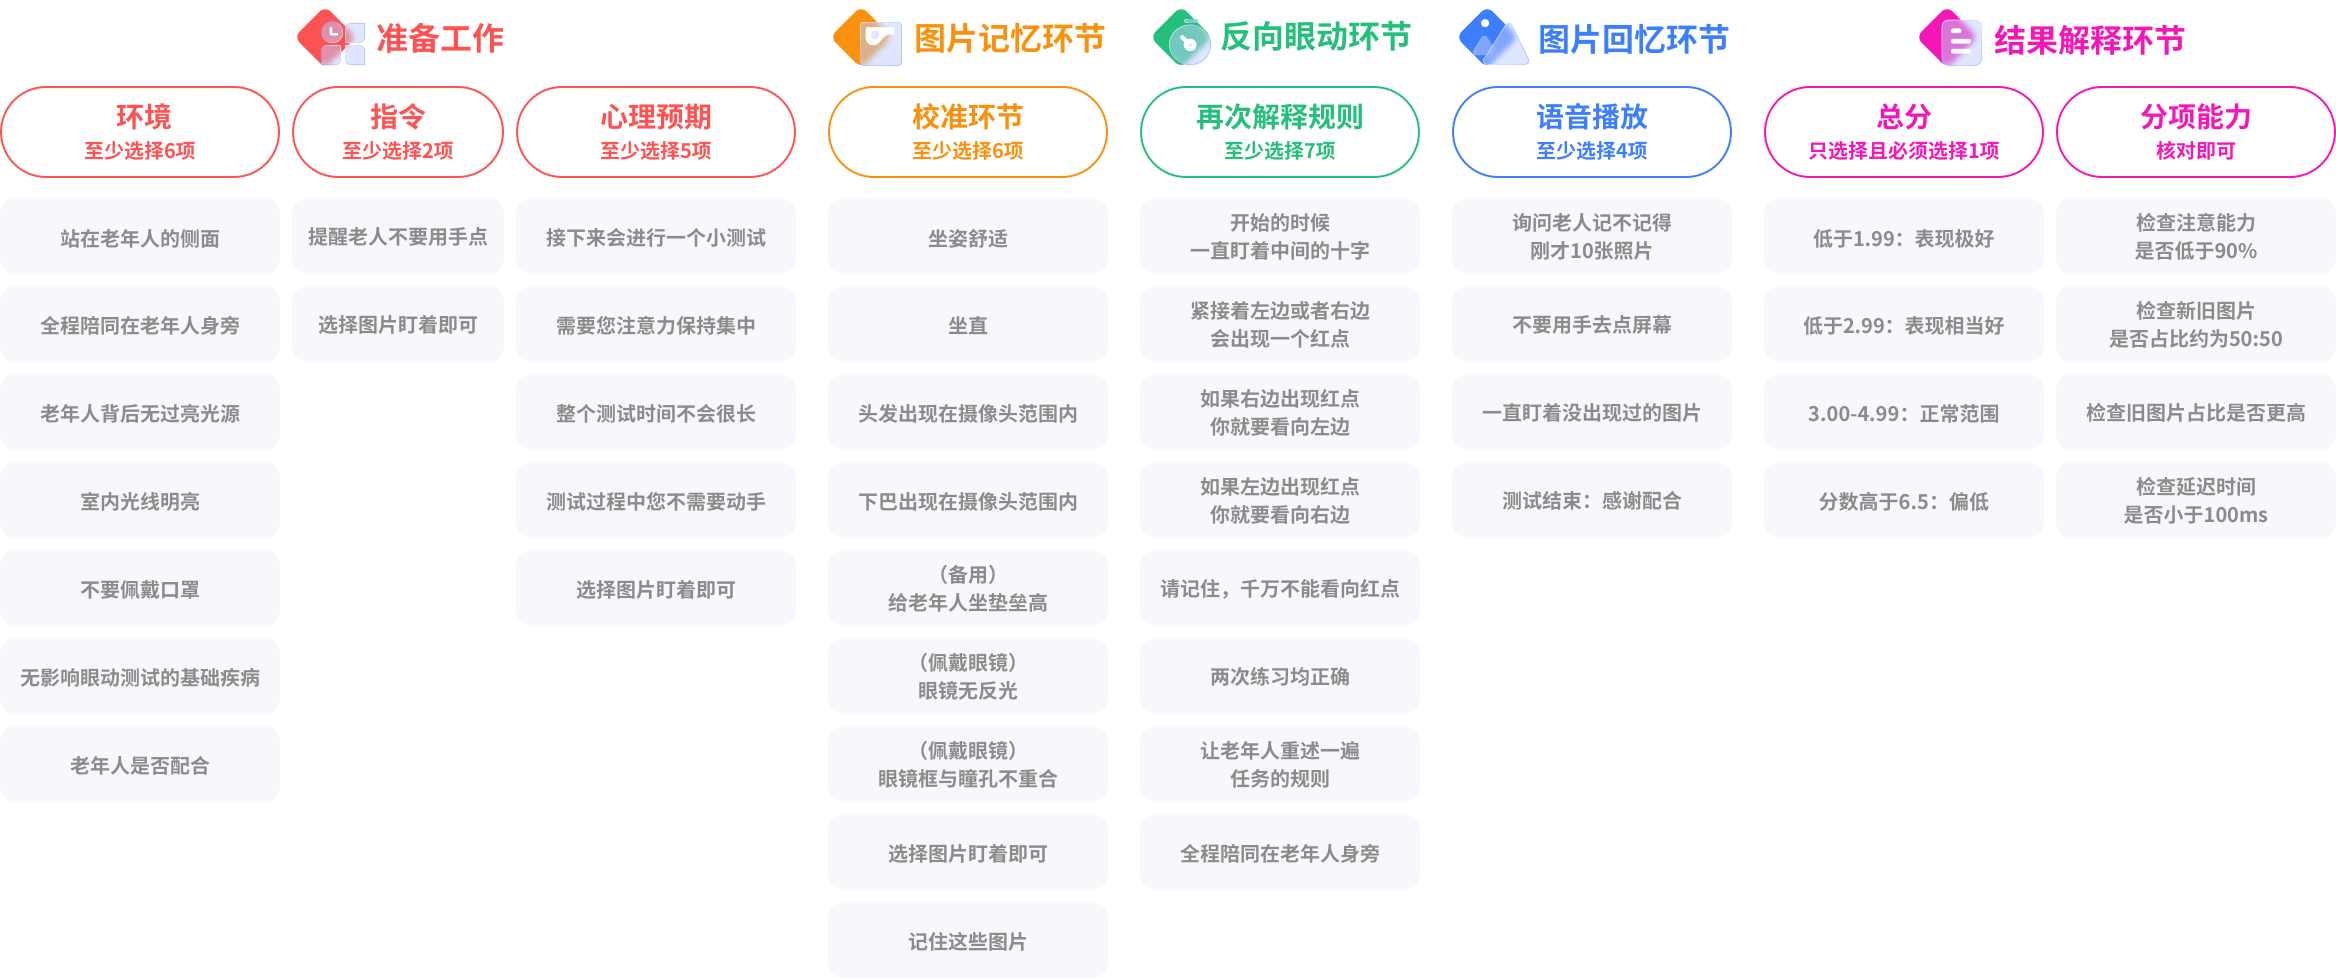 准备工作
环境
至少选择6项
站在老年人的侧面
全程陪同在老年人身旁
老年人背后无过亮光源
室内光线明亮
不要佩戴口罩
无影响眼动测试的基础疾病
老年人是否配合
指令
至少选择2项
提醒老人不要用手点
选择图片盯着即可
心理预期
至少选择5项
接下来会进行一个小测试
需要您注意力保持集中
整个测试时间不会很长
测试过程中您不需要动手
选择图片盯着即可
图片记忆环节
校准环节
至少选择6项
坐姿舒适
坐直
头发出现在摄像头范围内
下巴出现在摄像头范围内
（备用）
给老年人坐垫垒高
（佩戴眼镜）
眼镜无反光
（佩戴眼镜）
眼镜框与瞳孔不重合
选择图片盯着即可
记住这些图片
反向眼动环节
再次解释规则
至少选择7项
开始的时候
一直盯着中间的十字
紧接着左边或者右边
会出现一个红点
如果右边出现红点
你就要看向左边
如果左边出现红点
你就要看向右边
请记住，千万不能看向红点
两次练习均正确
让老年人重述一遍
任务的规则
全程陪同在老年人身旁
图片回忆环节
语音播放
至少选择4项
询问老人记不记得
刚才10张照片
不要用手去点屏幕
一直盯着没出现过的图片
测试结束：感谢配合
结果解释环节
总分
只选择且必须选择1项
低于1.99：表现极好
低于2.99：表现相当好
3.00-4.99：正常范围
分数高于6.5：偏低
分项能力
核对即可
检查注意能力
是否低于90%
检查新旧图片
是否占比约为50:50
检查旧图片占比是否更高
检查延迟时间
是否小于100ms